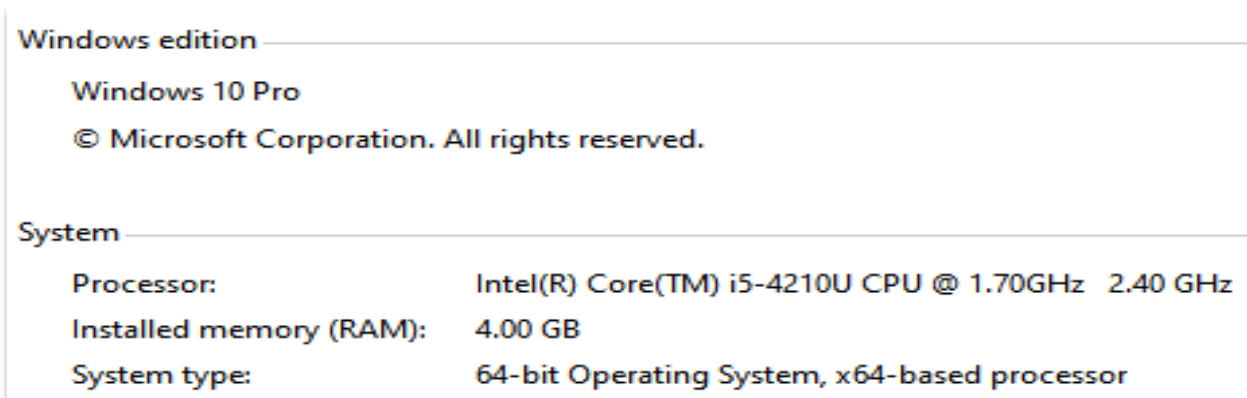 Windows edition
Windows 10 Pro
© Microsoft Corporation. All rights reserved.
System
Processor: Intel(R) Core(TM) i5-4210U CPU @ 1.70GHz 2.40 GHz
Installed memory (RAM): 4.00 GB
System type: 64-bit Operating System, x64-based processor